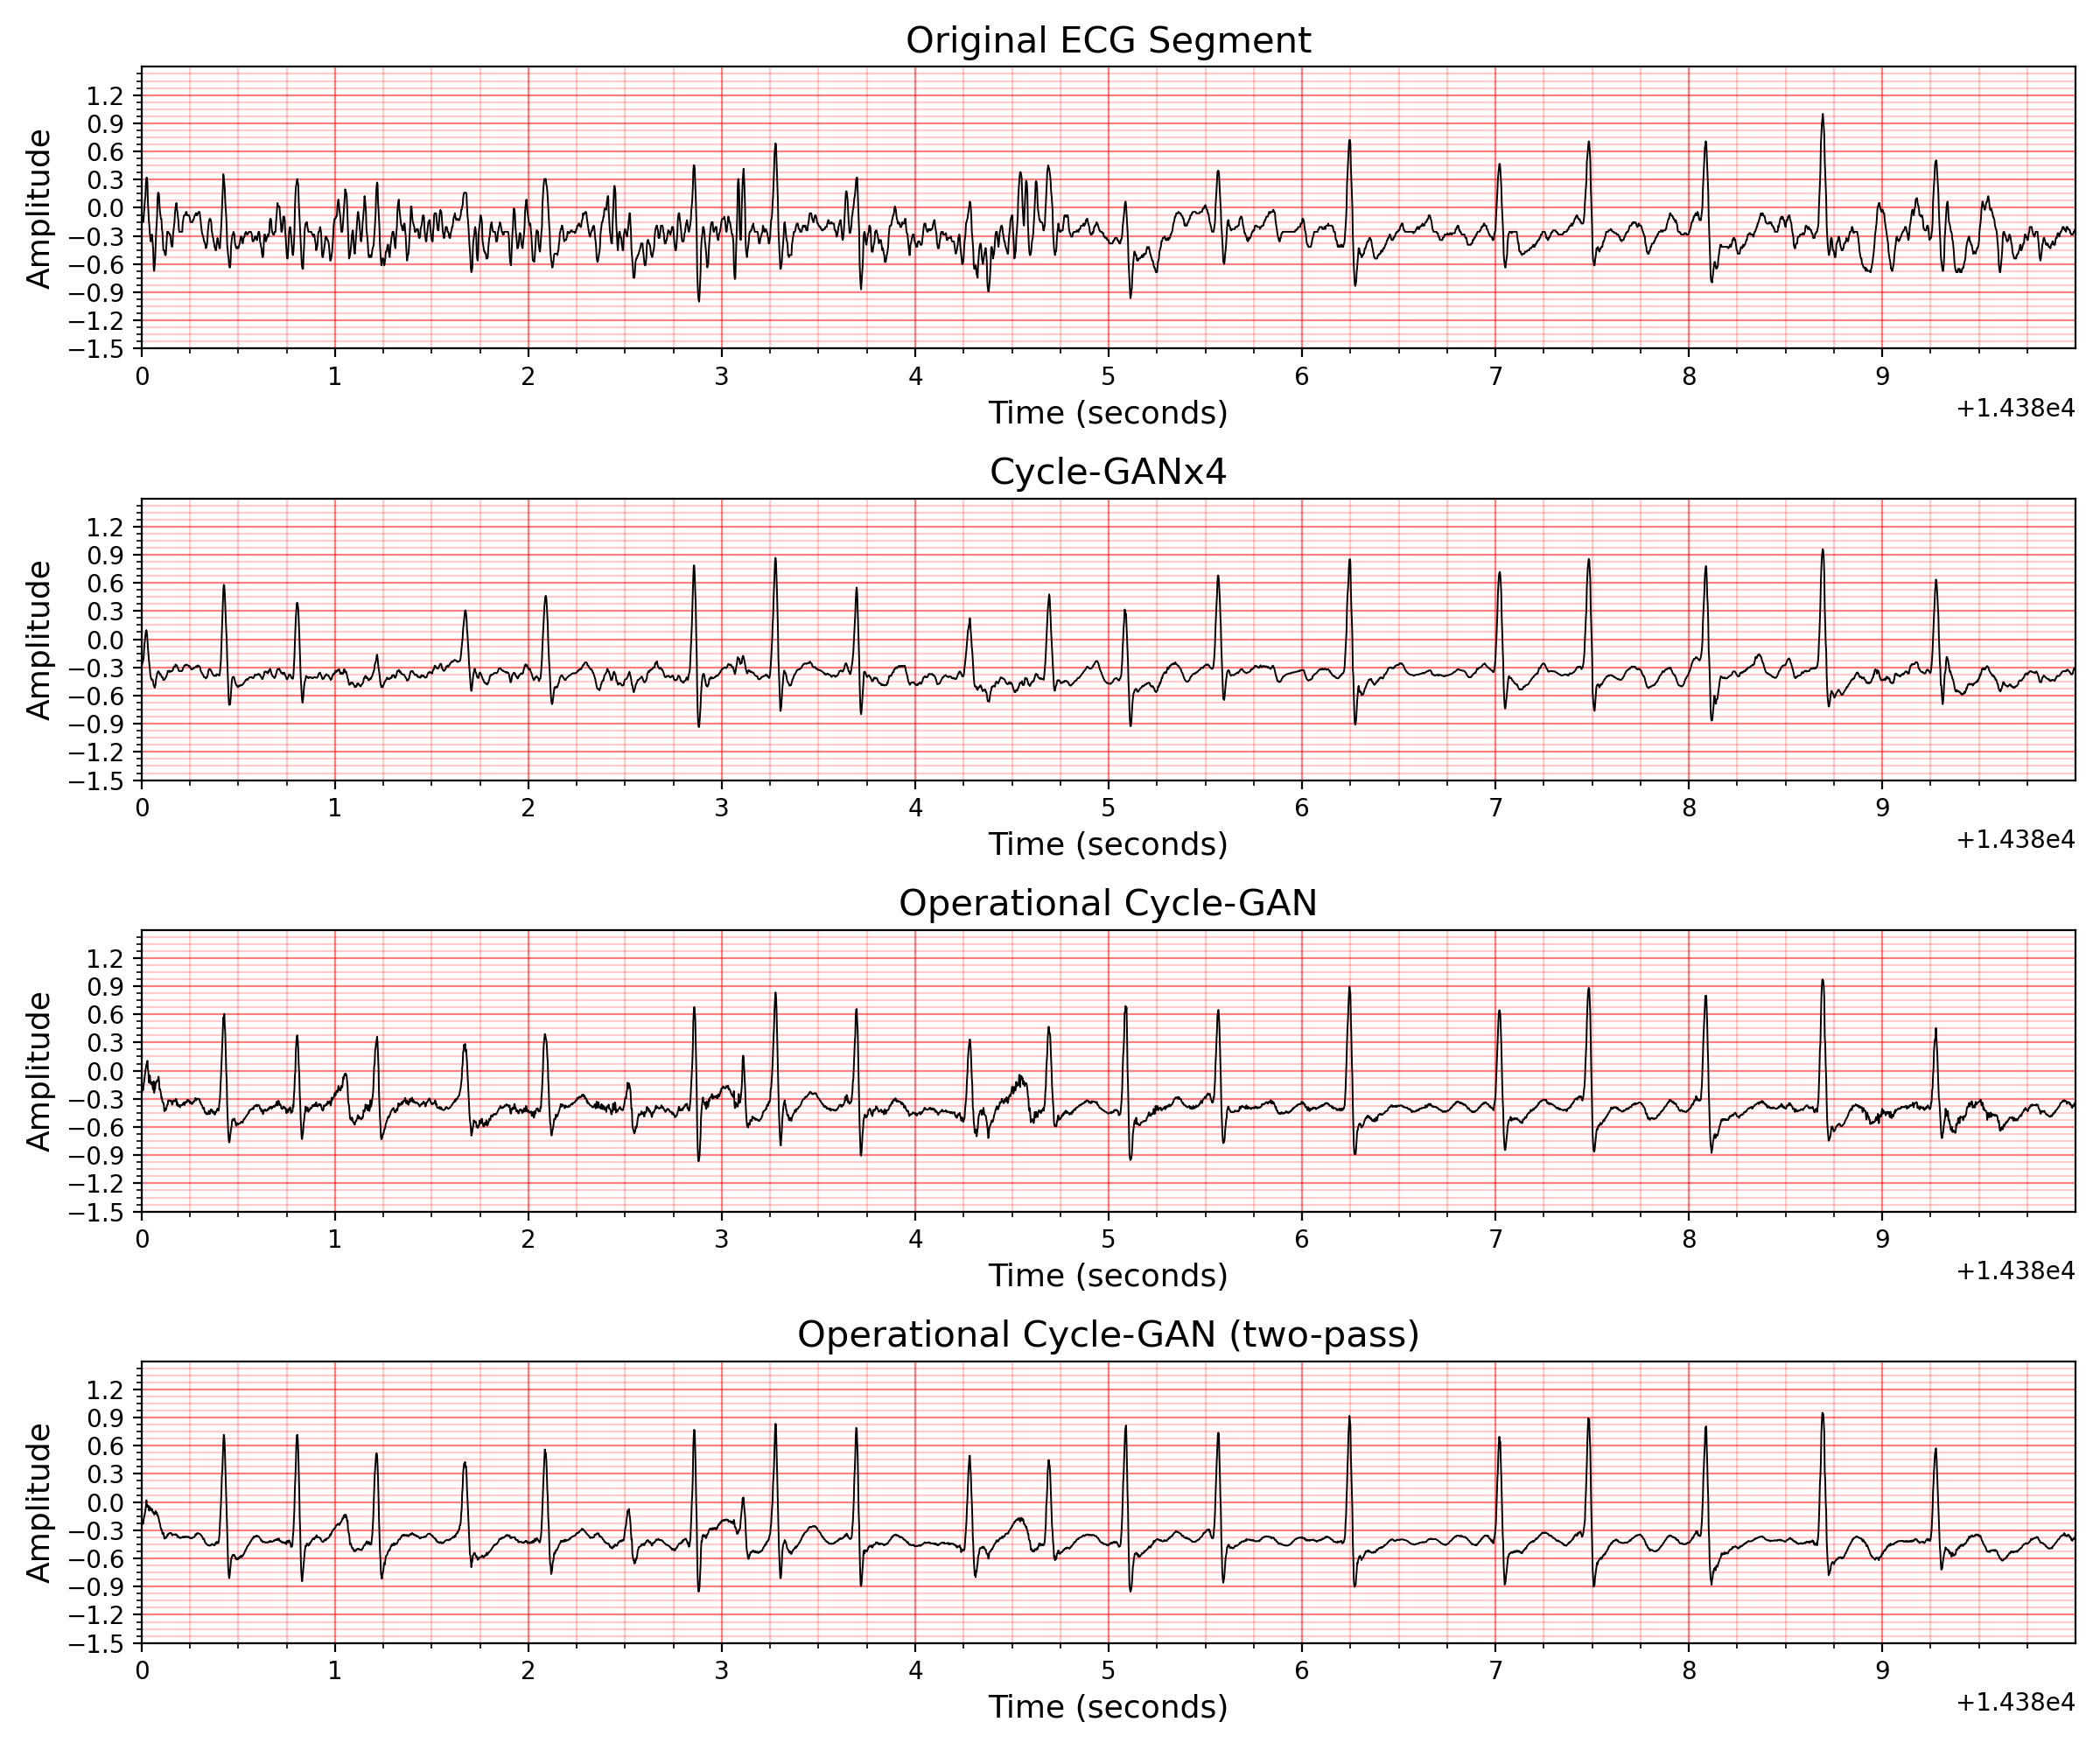 Original ECG Segment
Amplitude
1.2
0.9
0.6
0.3
0.0
−0.3
−0.6
−0.9
−1.2
−1.5
0 1 2 3 4 5 6 7 8 9
Time (seconds)
+1.438e4
Cycle-GANx4
Amplitude
1.2
0.9
0.6
0.3
0.0
−0.3
−0.6
−0.9
−1.2
−1.5
0 1 2 3 4 5 6 7 8 9
Time (seconds)
+1.438e4
Operational Cycle-GAN
Amplitude
1.2
0.9
0.6
0.3
0.0
−0.3
−0.6
−0.9
−1.2
−1.5
0 1 2 3 4 5 6 7 8 9
Time (seconds)
+1.438e4
Operational Cycle-GAN (two-pass)
Amplitude
1.2
0.9
0.6
0.3
0.0
−0.3
−0.6
−0.9
−1.2
−1.5
0 1 2 3 4 5 6 7 8 9
Time (seconds)
+1.438e4